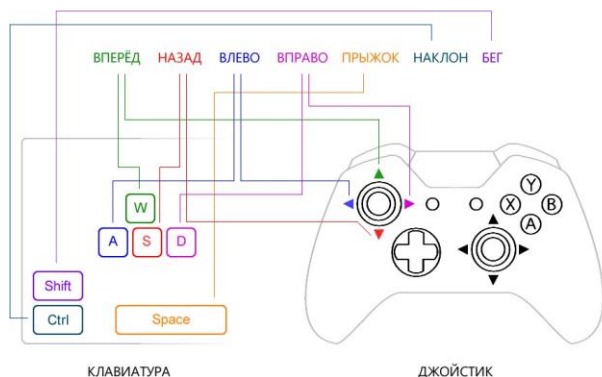 ВПЕРЁД НАЗАД ВЛЕВО ВПРАВО ПРЫЖОК НАКЛОН БЕГ
W
A S D
Shift
Ctrl Space
Y
X B
A
КЛАВИАТУРА ДЖОЙСТИК